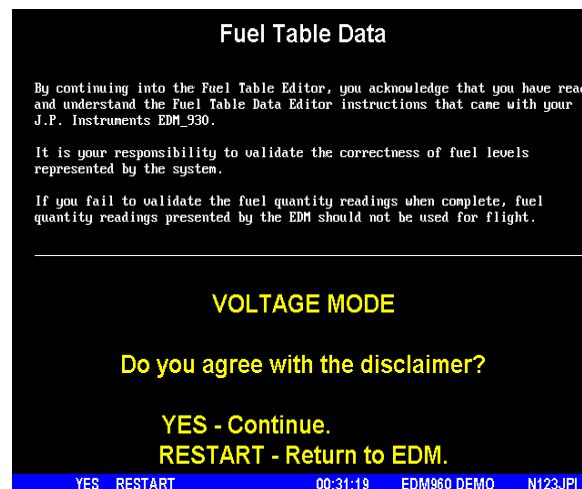 Fuel Table Data
By continuing into the Fuel Table Editor, you acknowledge that you have read
and understand the Fuel Table Data Editor instructions that came with your
J.P. Instruments EDM_930.
It is your responsibility to validate the correctness of fuel levels
represented by the system.
If you fail to validate the fuel quantity readings when complete, fuel
quantity readings presented by the EDM should not be used for flight.
VOLTAGE MODE
Do you agree with the disclaimer?
YES - Continue.
RESTART - Return to EDM.
YES RESTART 00:31:19 EDM960 DEMO N123JPI